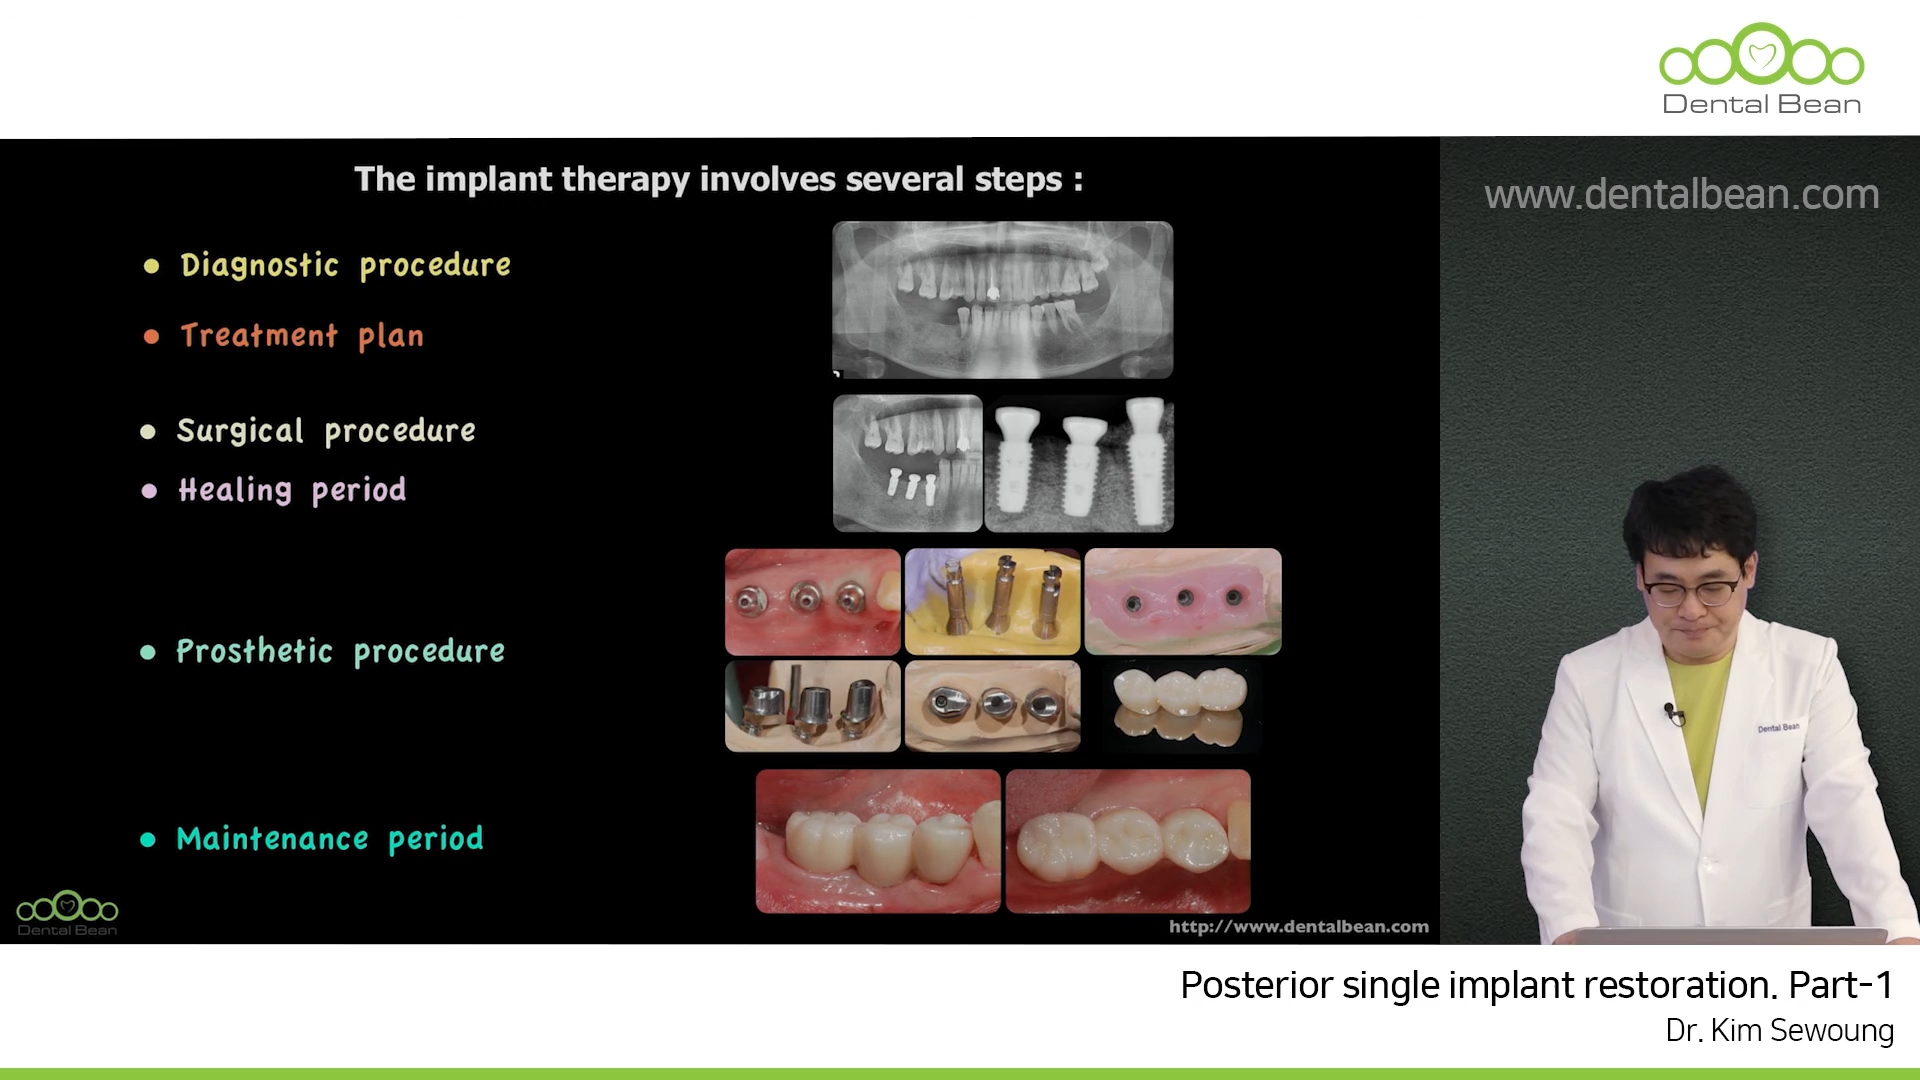 Dental Bean
The implant therapy involves several steps :
www.dentalbean.com
• Diagnostic procedure
• Treatment plan
• Surgical procedure
• Healing period
• Prosthetic procedure
Dental Bean
• Maintenance period
Dental Bean
http://www.dentalbean.com
Posterior single implant restoration. Part-1
Dr. Kim Sewoung